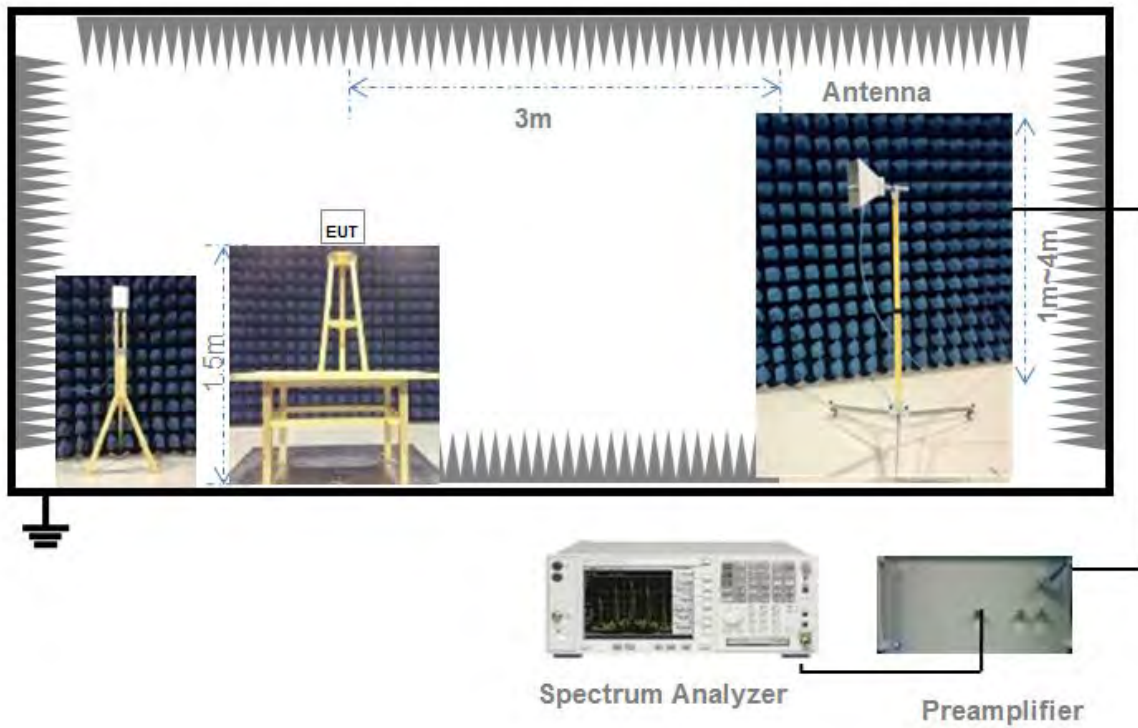 Antenna
3m
EUT
1.5m
1m~4m
Spectrum Analyzer
Preamplifier